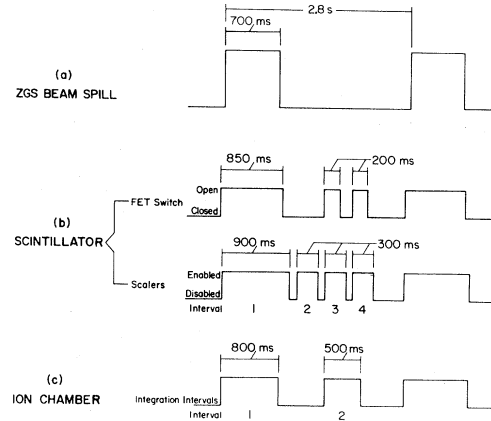 2.8 s
700 ms
(a)
ZGS BEAM SPILL
850 ms
200 ms
Open
FET Switch
Closed
(b)
SCINTILLATOR
900 ms
300 ms
Enabled
Scalers
Disabled
Interval 1 2 3 4
800 ms
500 ms
(c)
ION CHAMBER
Integration Intervals
Interval 1 2